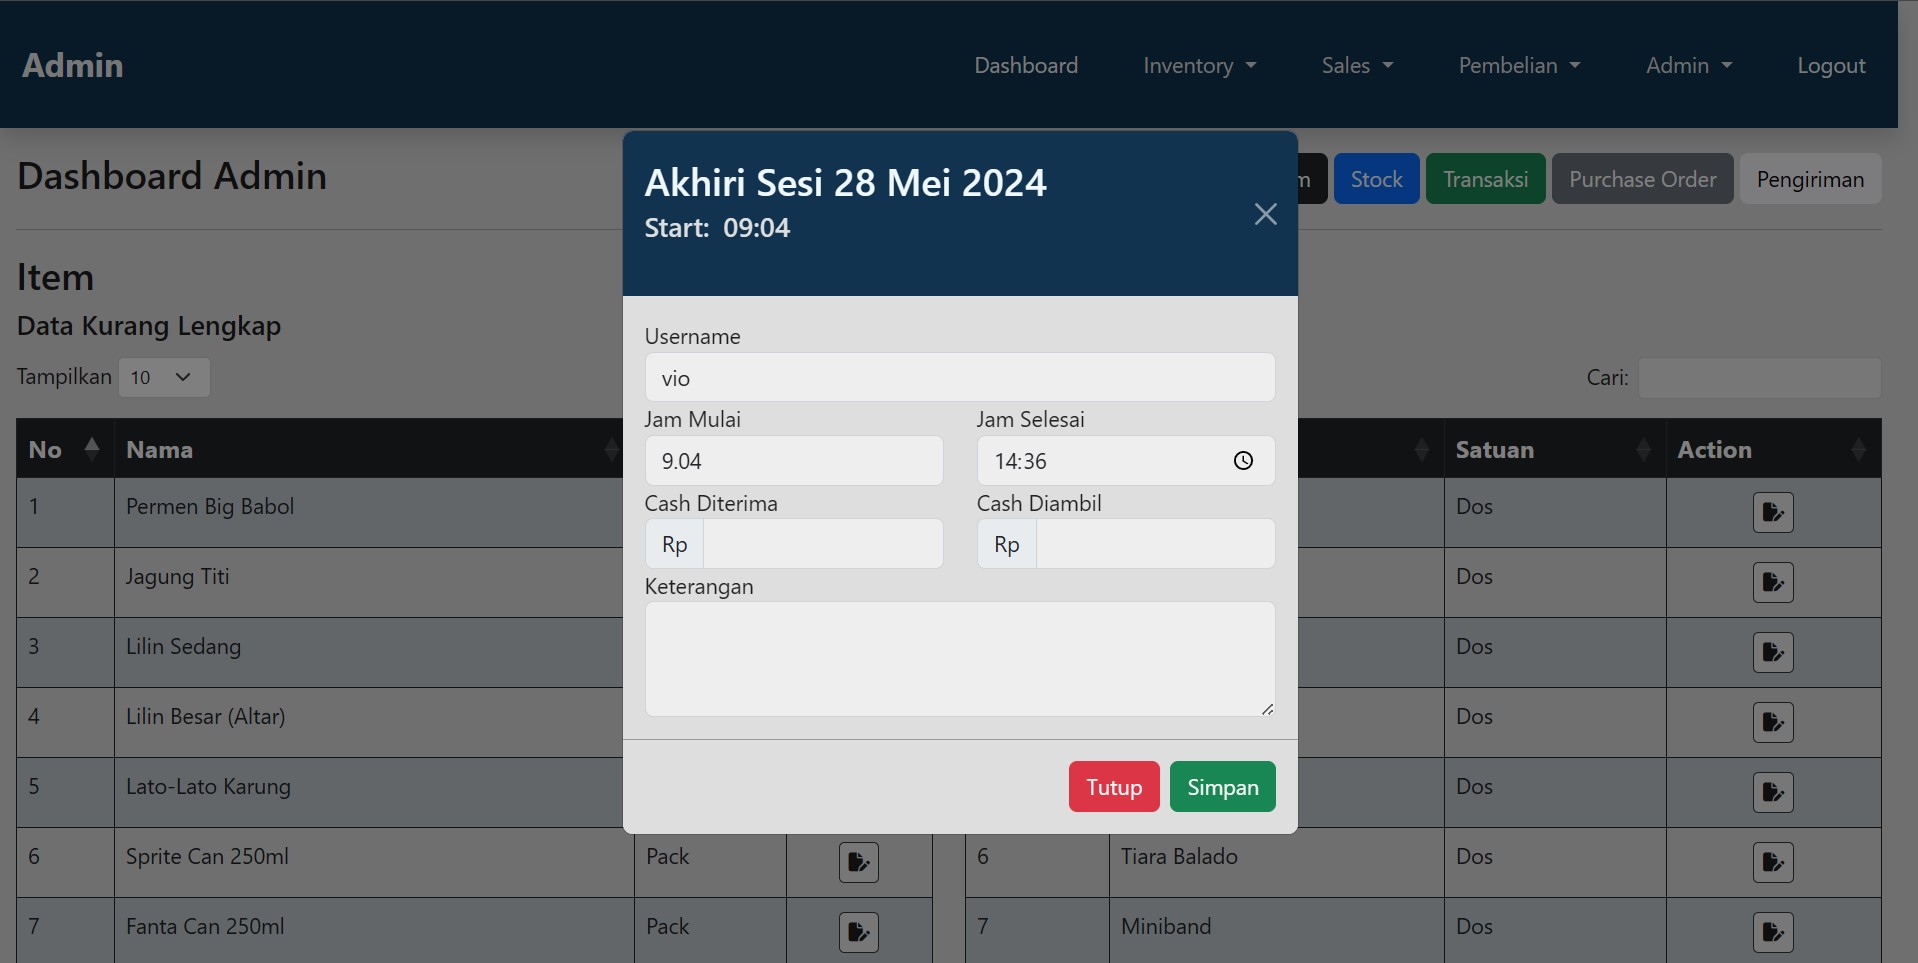 Admin
Dashboard
Inventory
Sales
Pembelian
Admin
Logout
Dashboard Admin
Stock
Transaksi
Purchase Order
Pengiriman
Item
Data Kurang Lengkap
Tampilkan 10
Cari:
No Nama
Satuan Action
1 Permen Big Babol
Dos
2 Jagung Titi
Dos
3 Lilin Sedang
Dos
4 Lilin Besar (Altar)
Dos
5 Lato-Lato Karung
Dos
6 Sprite Can 250ml Pack
6 Tiara Balado Dos
7 Fanta Can 250ml Pack
7 Miniband Dos
Akhiri Sesi 28 Mei 2024
Start: 09:04
Username
vio
Jam Mulai Jam Selesai
9.04 14:36
Cash Diterima Cash Diambil
Rp Rp
Keterangan
Tutup Simpan